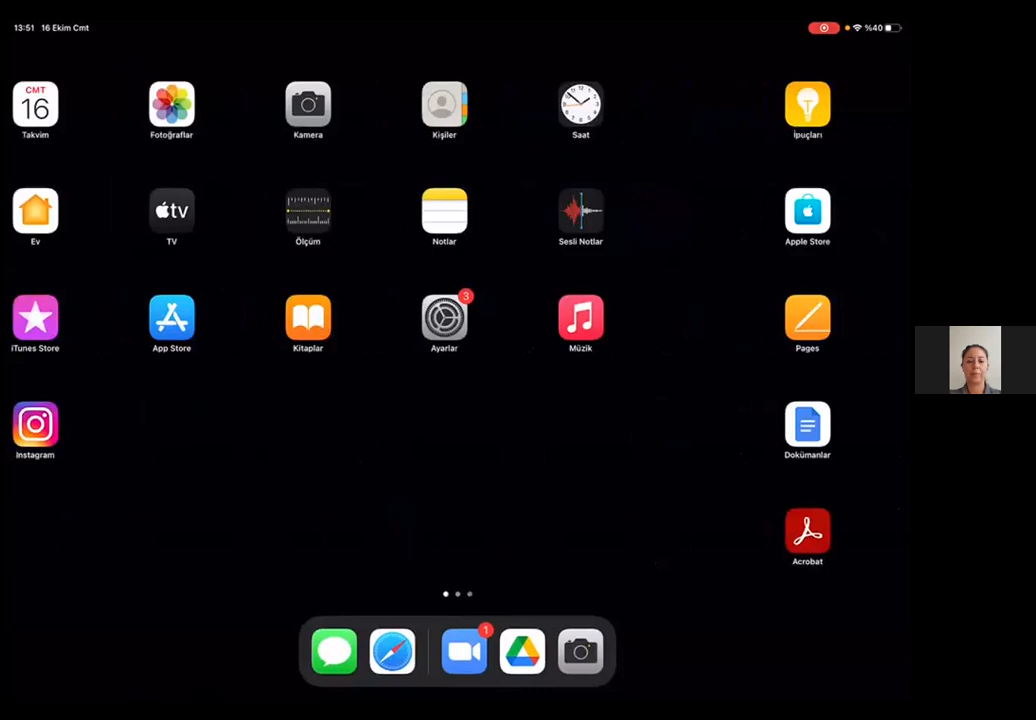 13:51 16 Ekim Cmt
%40
CMT
16
Takvim
Fotoğraflar
Kamera
Kişiler
Saat
İpuçları
tv
Ev
TV
Ölçüm
Notlar
Sesli Notlar
Apple Store
3
iTunes Store
App Store
Kitaplar
Ayarlar
Müzik
Pages
Instagram
Dokümanlar
Acrobat
1